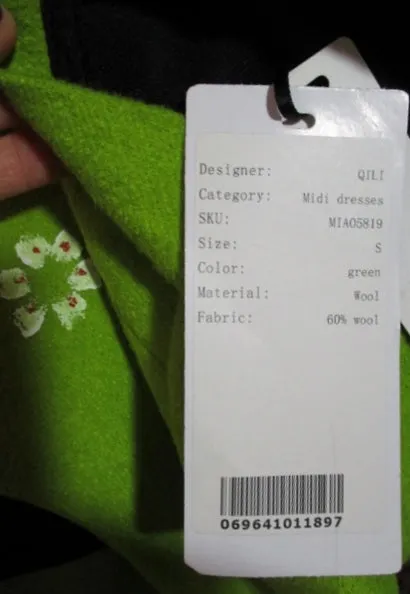 Designer: QILI
Category: Midi dresses
SKU: MIA05819
Size: S
Color: green
Material: Wool
Fabric: 60% wool
069641011897